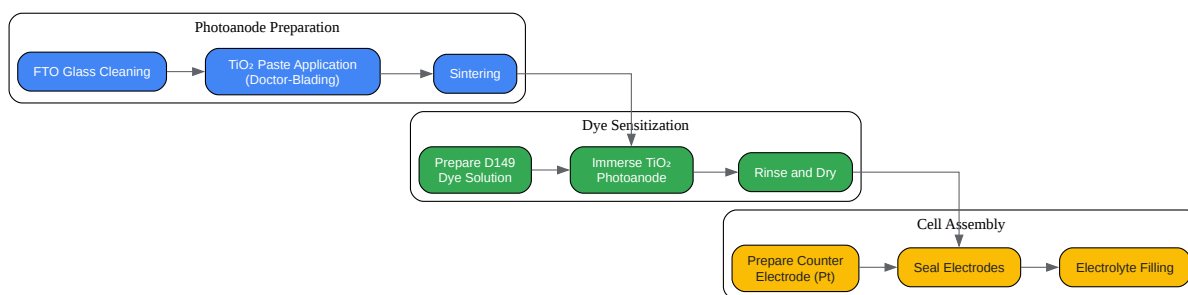 Photoanode Preparation
FTO Glass Cleaning
TiO₂ Paste Application
(Doctor-Blading)
Sintering
Dye Sensitization
Prepare D149
Dye Solution
Immerse TiO₂
Photoanode
Rinse and Dry
Cell Assembly
Prepare Counter
Electrode (Pt)
Seal Electrodes
Electrolyte Filling